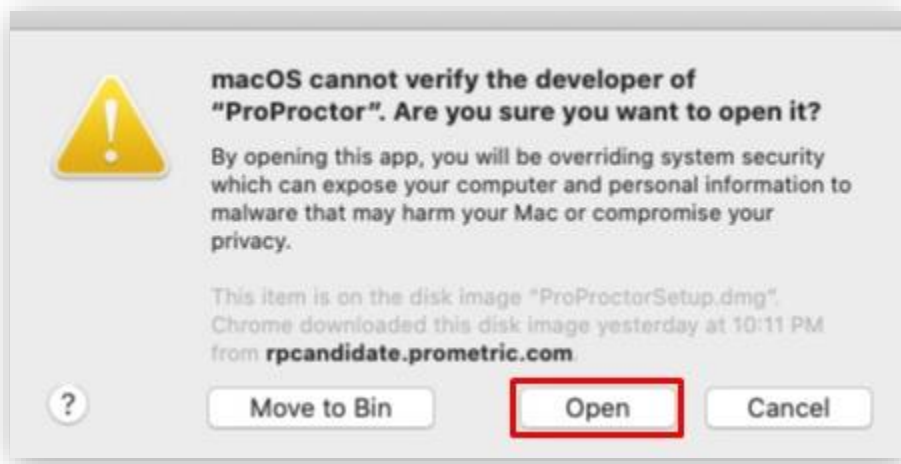 macOS cannot verify the developer of
“ProProctor”. Are you sure you want to open it?
By opening this app, you will be overriding system security
which can expose your computer and personal information to
malware that may harm your Mac or compromise your
privacy.
This item is on the disk image “ProProctorSetup.dmg”.
Chrome downloaded this disk image yesterday at 10:11 PM
from rpcandidate.prometric.com.
? Move to Bin Open Cancel